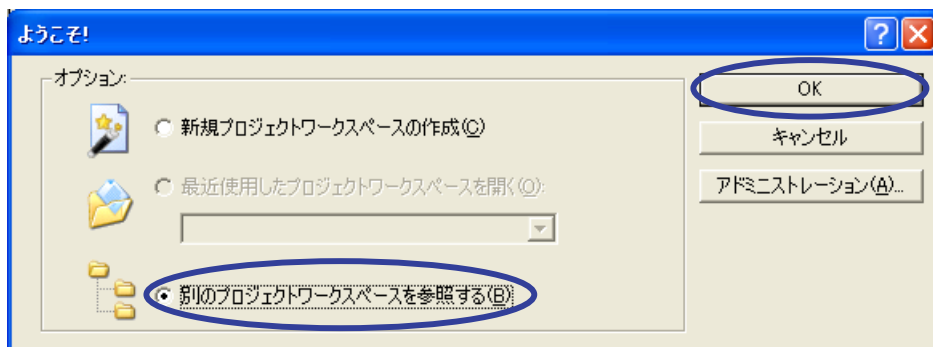 ようこそ!
オプション:
新規プロジェクトワークスペースの作成(C)
最近使用したプロジェクトワークスペースを開く(O):
別のプロジェクトワークスペースを参照する(B)
OK
キャンセル
アドミニストレーション(A)...